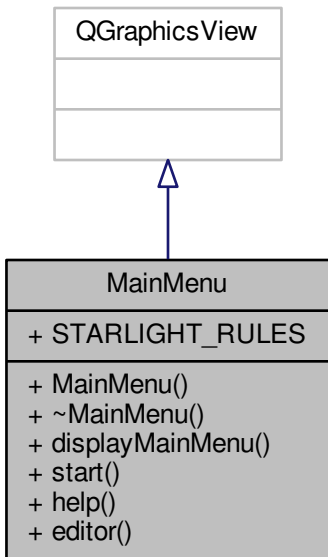 QGraphicsView
MainMenu
+ STARLIGHT_RULES
+ MainMenu()
+ ~MainMenu()
+ displayMainMenu()
+ start()
+ help()
+ editor()